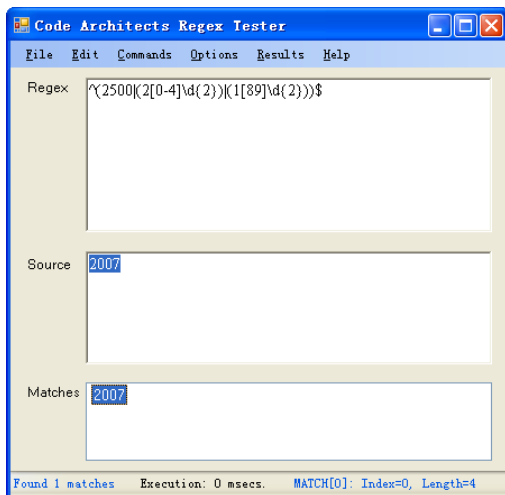 Code Architects Regex Tester
File Edit Commands Options Results Help
Regex
^(2500|(2[0-4]\d{2})|(1[89]\d{2}))$
Source
2007
Matches
2007
Found 1 matches Execution: 0 msecs. MATCH[0]: Index=0, Length=4